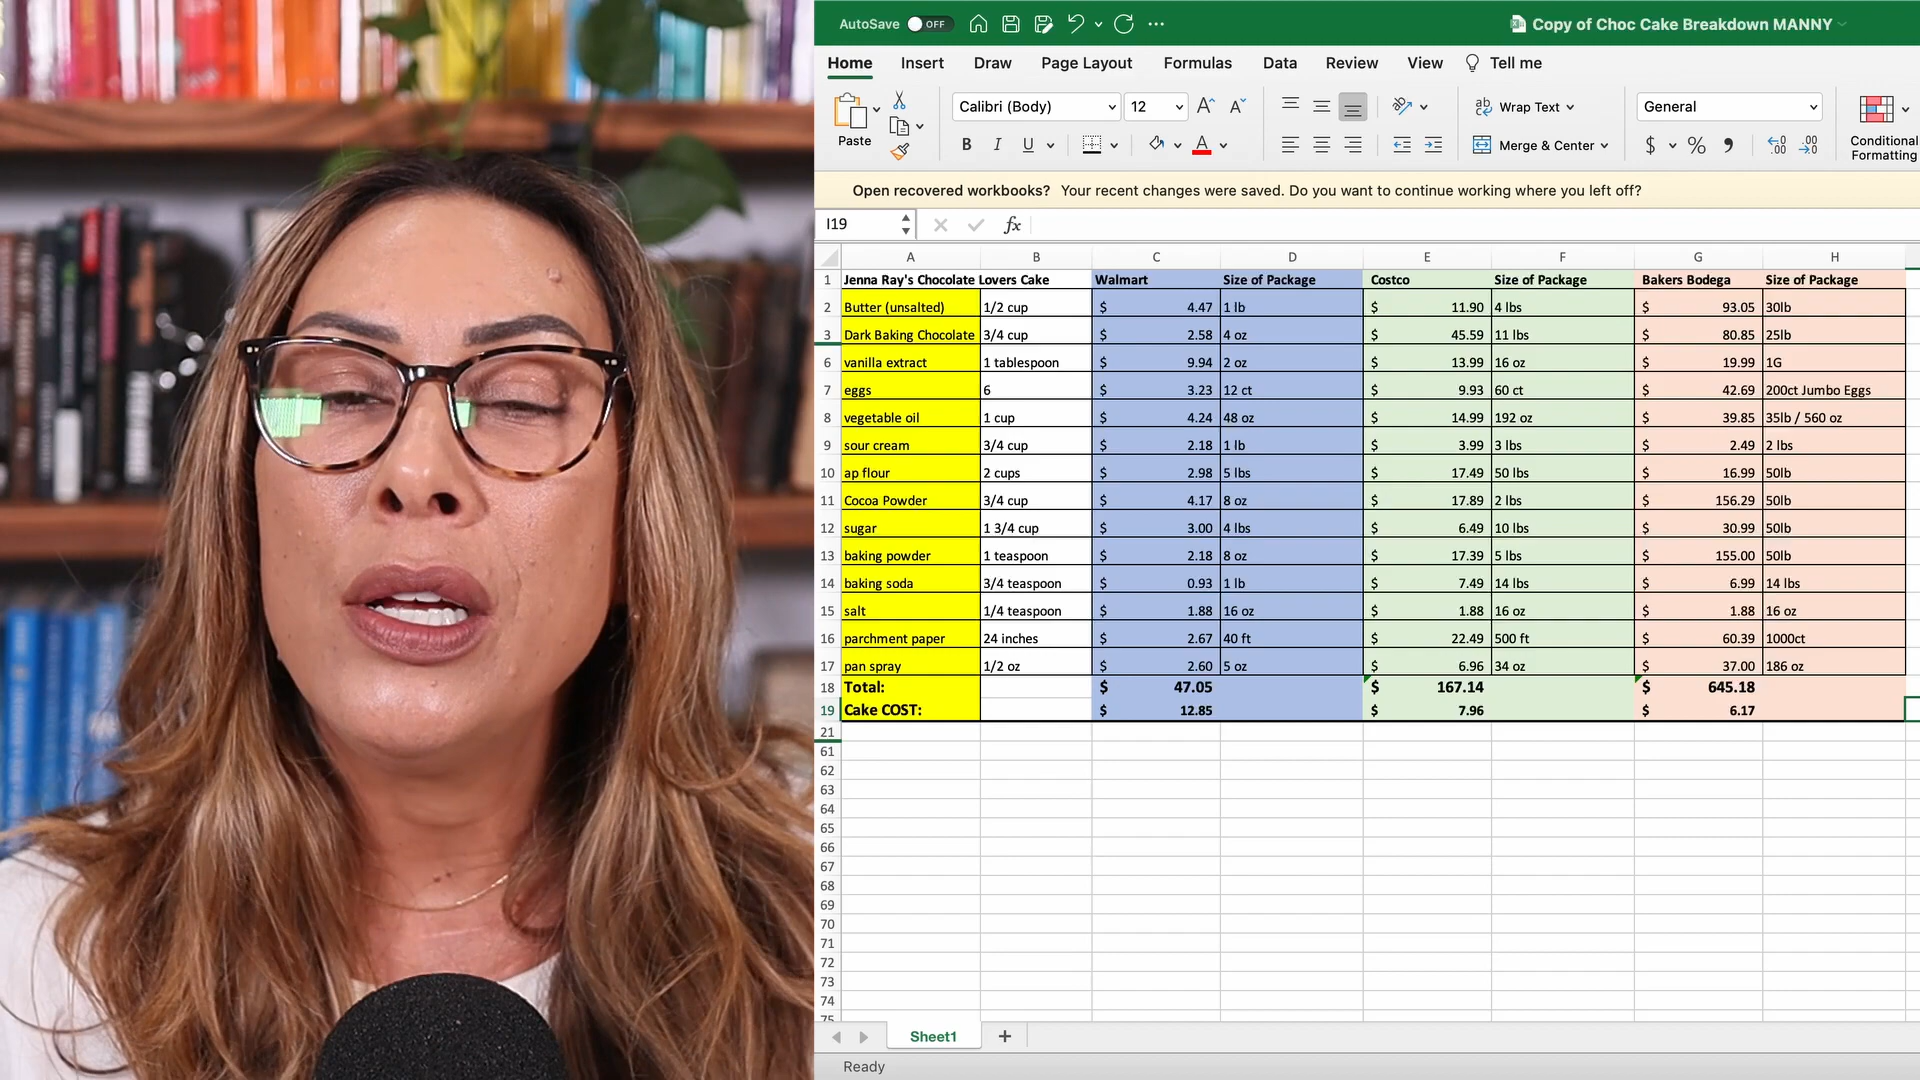 AutoSave OFF
Copy of Choc Cake Breakdown MANNY
Home Insert Draw Page Layout Formulas Data Review View Tell me
Paste
Calibri (Body) 12
B I U
Wrap Text
Merge & Center
General
$ %
Conditional Formatting
Open recovered workbooks? Your recent changes were saved. Do you want to continue working where you left off?
I19 fx
A B C D E F G H
1 Jenna Ray's Chocolate Lovers Cake Walmart Size of Package Costco Size of Package Bakers Bodega Size of Package
2 Butter (unsalted) 1/2 cup $ 4.47 1 lb $ 11.90 4 lbs $ 93.05 30lb
3 Dark Baking Chocolate 3/4 cup $ 2.58 4 oz $ 45.59 11 lbs $ 80.85 25lb
6 vanilla extract 1 tablespoon $ 9.94 2 oz $ 13.99 16 oz $ 19.99 1G
7 eggs 6 $ 3.23 12 ct $ 9.93 60 ct $ 42.69 200ct Jumbo Eggs
8 vegetable oil 1 cup $ 4.24 48 oz $ 14.99 192 oz $ 39.85 35lb / 560 oz
9 sour cream 3/4 cup $ 2.18 1 lb $ 3.99 3 lbs $ 2.49 2 lbs
10 ap flour 2 cups $ 2.98 5 lbs $ 17.49 50 lbs $ 16.99 50lb
11 Cocoa Powder 3/4 cup $ 4.17 8 oz $ 17.89 2 lbs $ 156.29 50lb
12 sugar 1 3/4 cup $ 3.00 4 lbs $ 6.49 10 lbs $ 30.99 50lb
13 baking powder 1 teaspoon $ 2.18 8 oz $ 17.39 5 lbs $ 155.00 50lb
14 baking soda 3/4 teaspoon $ 0.93 1 lb $ 7.49 14 lbs $ 6.99 14 lbs
15 salt 1/4 teaspoon $ 1.88 16 oz $ 1.88 16 oz $ 1.88 16 oz
16 parchment paper 24 inches $ 2.67 40 ft $ 22.49 500 ft $ 60.39 1000ct
17 pan spray 1/2 oz $ 2.60 5 oz $ 6.96 34 oz $ 37.00 186 oz
18 Total: $ 47.05 $ 167.14 $ 645.18
19 Cake COST: $ 12.85 $ 7.96 $ 6.17
21
61
62
63
64
65
66
67
68
69
70
71
72
73
74
75
Sheet1 +
Ready